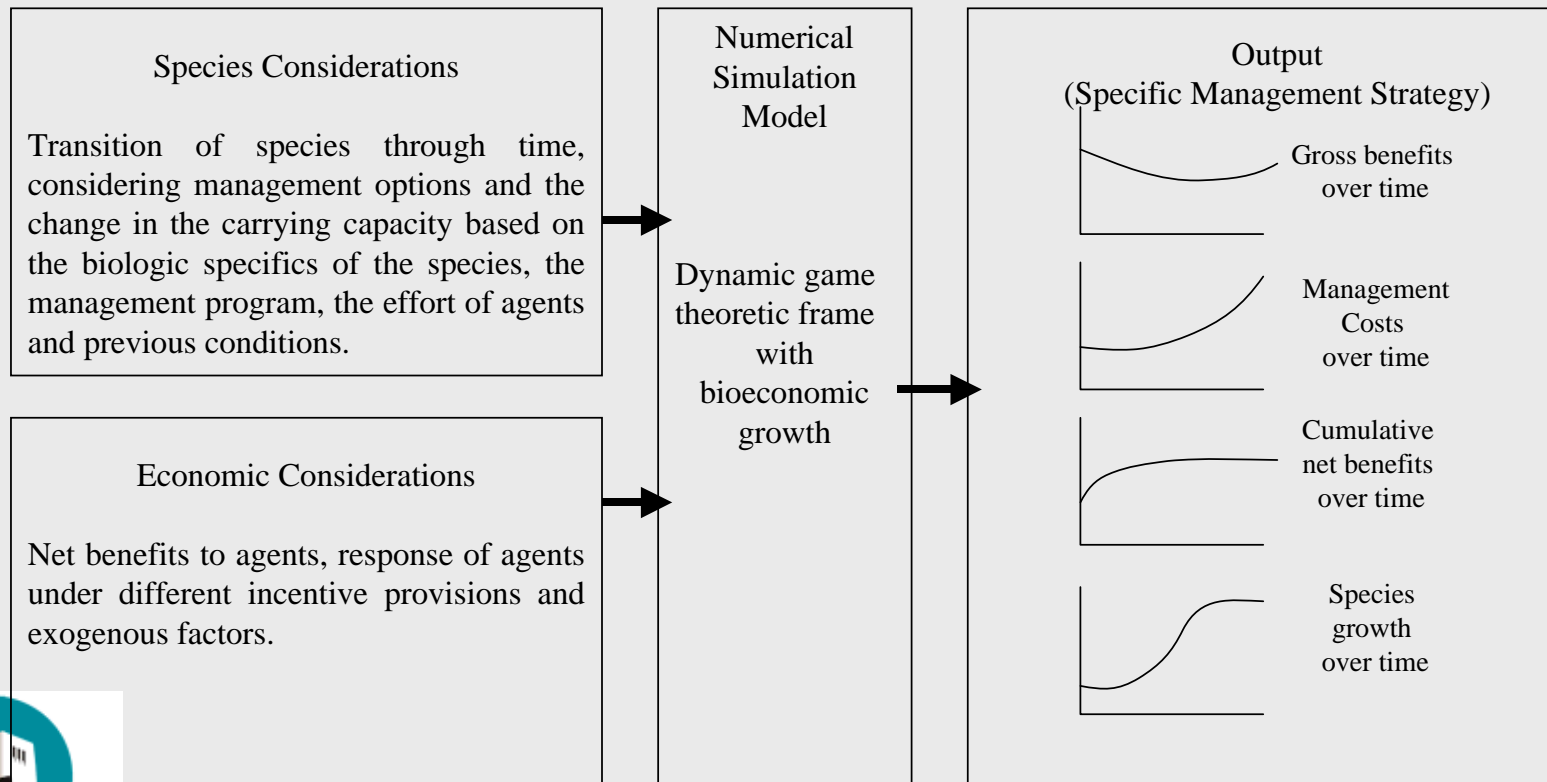 Species Considerations
Transition of species through time,
considering management options and the
change in the carrying capacity based on
the biologic specifics of the species, the
management program, the effort of agents
and previous conditions.
Economic Considerations
Net benefits to agents, response of agents
under different incentive provisions and
exogenous factors.
Numerical
Simulation
Model
Dynamic game
theoretic frame
with
bioeconomic
growth
Output
(Specific Management Strategy)
Gross benefits
over time
Management
Costs
over time
Cumulative
net benefits
over time
Species
growth
over time